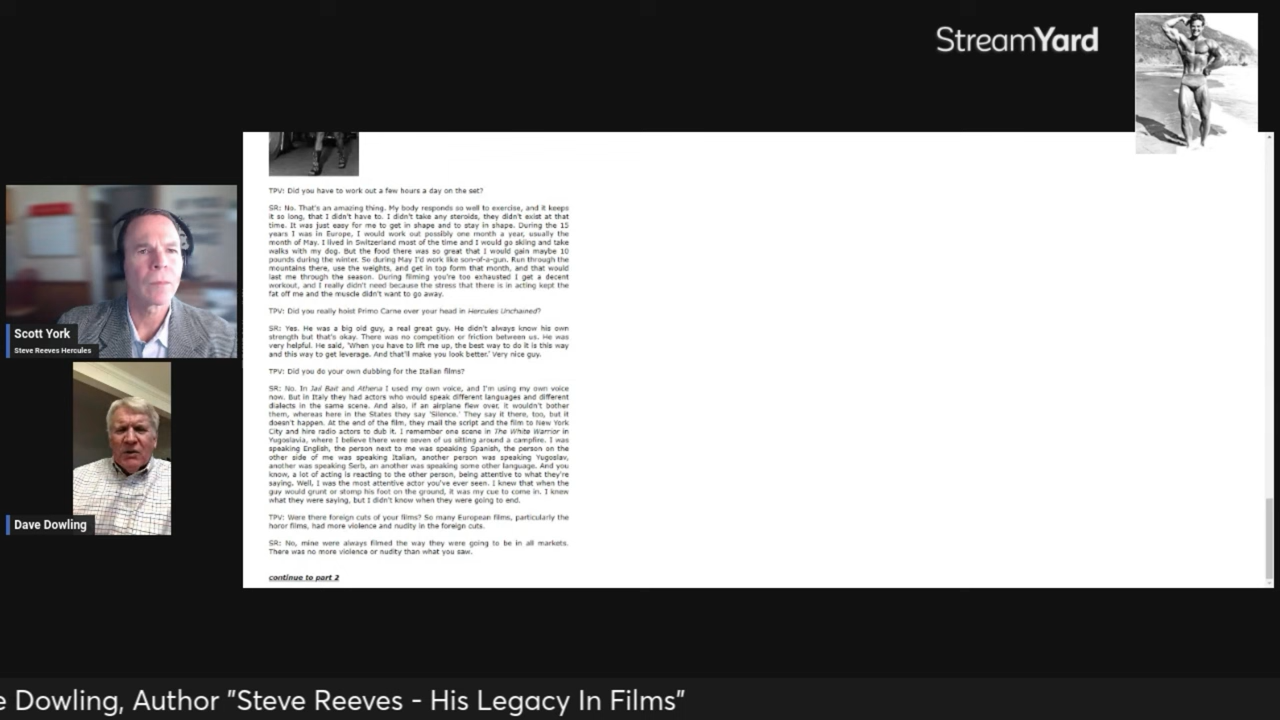 StreamYard
TPV: Did you have to work out a few hours a day on the set?
SR: No. That's an amazing thing. My body responds so well to exercise, and it keeps
it so long, that I didn't have to. I didn't take any steroids, they didn't exist at that
time. It was just easy for me to get in shape and to stay in shape. During the 15
years I was in Europe, I would work out possibly one month a year, usually the
month of May. I lived in Switzerland most of the time and I would go skiing and take
walks with my dog. But the food there was so great that I would gain maybe 10
pounds during the winter. So during May I'd work like son-of-a-gun. Run through the
mountains there, use the weights, and get in top form that month, and that would
last me through the season. During filming you're too exhausted I get a decent
workout, and I really didn't need because the stress that there is in acting kept the
fat off me and the muscle didn't want to go away.
TPV: Did you really hoist Primo Carne over your head in Hercules Unchained?
SR: Yes. He was a big old guy, a real great guy. He didn't always know his own
strength but that's okay. There was no competition or friction between us. He was
very helpful. He said, 'When you have to lift me up, the best way to do it is this way
and this way to get leverage. And that'll make you look better.' Very nice guy.
TPV: Did you do your own dubbing for the Italian films?
SR: No. In Jail Bait and Athena I used my own voice, and I'm using my own voice
now. But in Italy they had actors who would speak different languages and different
dialects in the same scene. And also, if an airplane flew over, it wouldn't bother
them, whereas here in the States they say 'Silence.' They say it there, too, but it
doesn't happen. At the end of the film, they mail the script and the film to New York
City and hire radio actors to dub it. I remember one scene in The White Warrior in
Yugoslavia, where I believe there were seven of us sitting around a campfire. I was
speaking English, the person next to me was speaking Spanish, the person on the
other side of me was speaking Italian, another person was speaking Yugoslav,
another was speaking Serb, an another was speaking some other language. And you
know, a lot of acting is reacting to the other person, being attentive to what they're
saying. Well, I was the most attentive actor you've ever seen. I knew that when the
guy would grunt or stomp his foot on the ground, it was my cue to come in. I knew
what they were saying, but I didn't know when they were going to end.
TPV: Were there foreign cuts of your films? So many European films, particularly the
horor films, had more violence and nudity in the foreign cuts.
SR: No, mine were always filmed the way they were going to be in all markets.
There was no more violence or nudity than what you saw.
continue to part 2
Scott York
Steve Reeves Hercules
Dave Dowling
e Dowling, Author "Steve Reeves - His Legacy In Films"